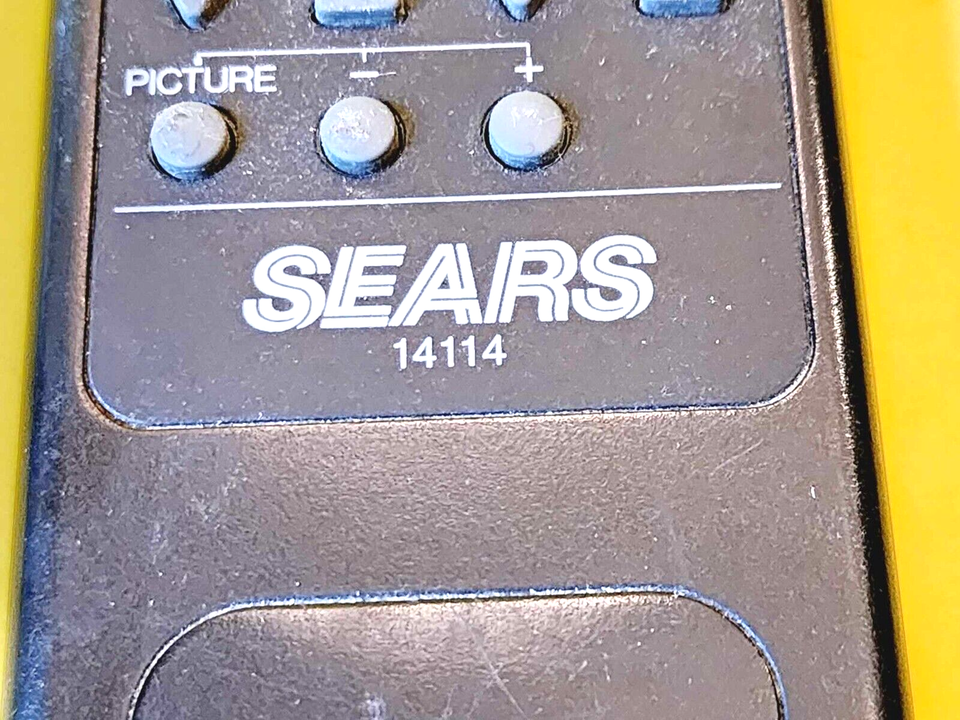 PICTURE - +
SEARS
14114